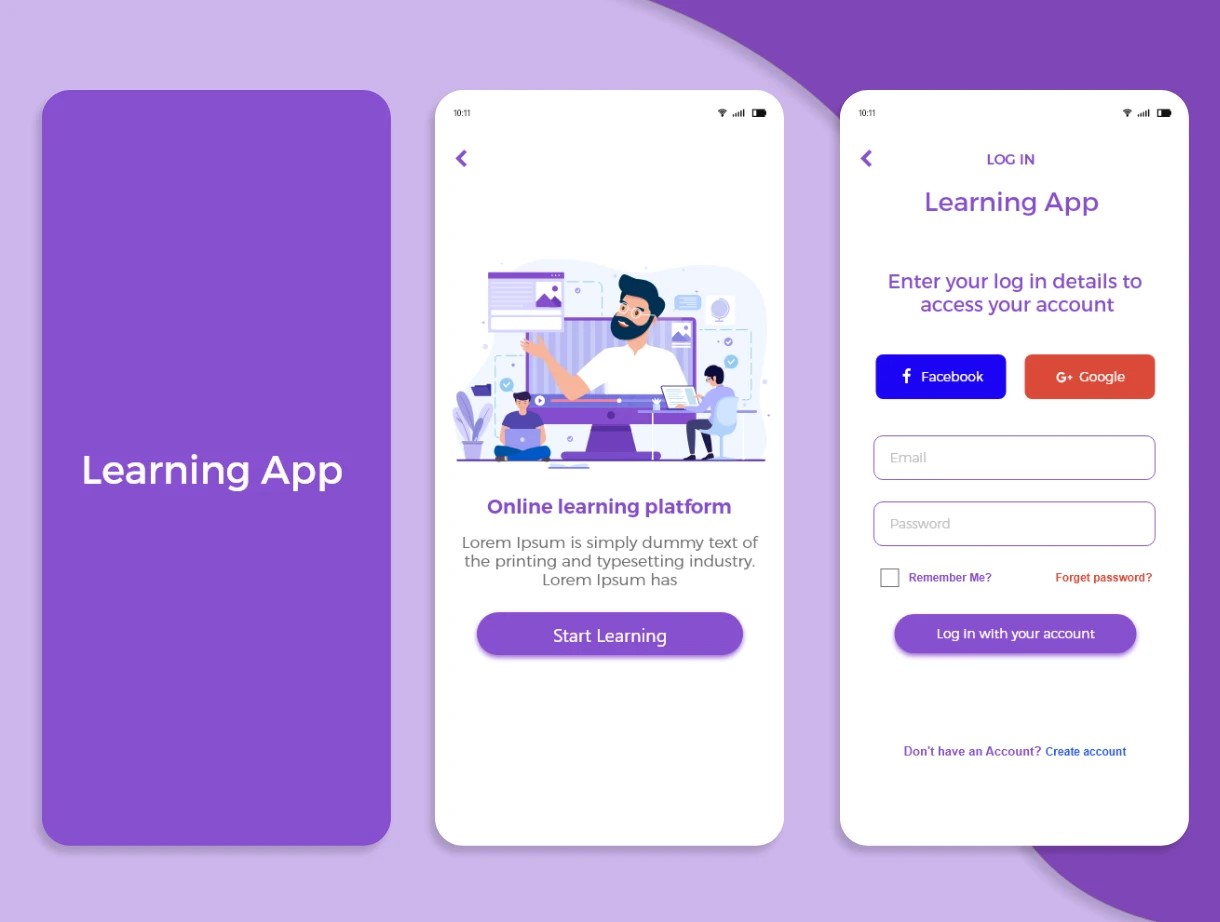 Learning App
10:11
Online learning platform
Lorem Ipsum is simply dummy text of
the printing and typesetting industry.
Lorem Ipsum has
Start Learning
10:11
LOG IN
Learning App
Enter your log in details to
access your account
f Facebook
G+ Google
Email
Password
Remember Me? Forget password?
Log In with your account
Don't have an Account? Create account